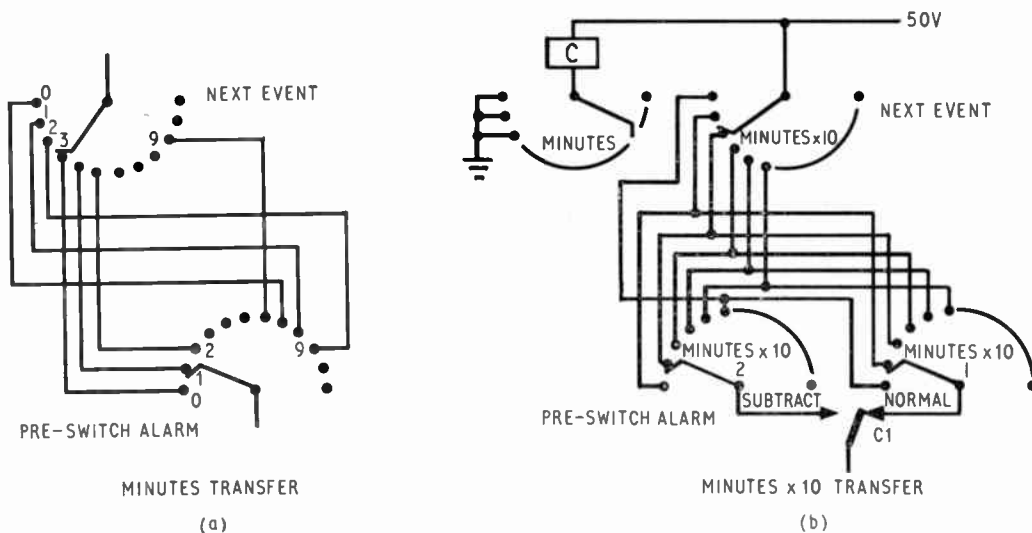 0
1
2
3
9
NEXT EVENT
2
9
1
0
PRE-SWITCH ALARM
MINUTES TRANSFER
(a)
50V
C
MINUTES
MINUTES x10
NEXT EVENT
MINUTES x 10
2
MINUTES x 10
1
SUBTRACT
NORMAL
PRE-SWITCH ALARM
C1
MINUTES x 10 TRANSFER
(b)